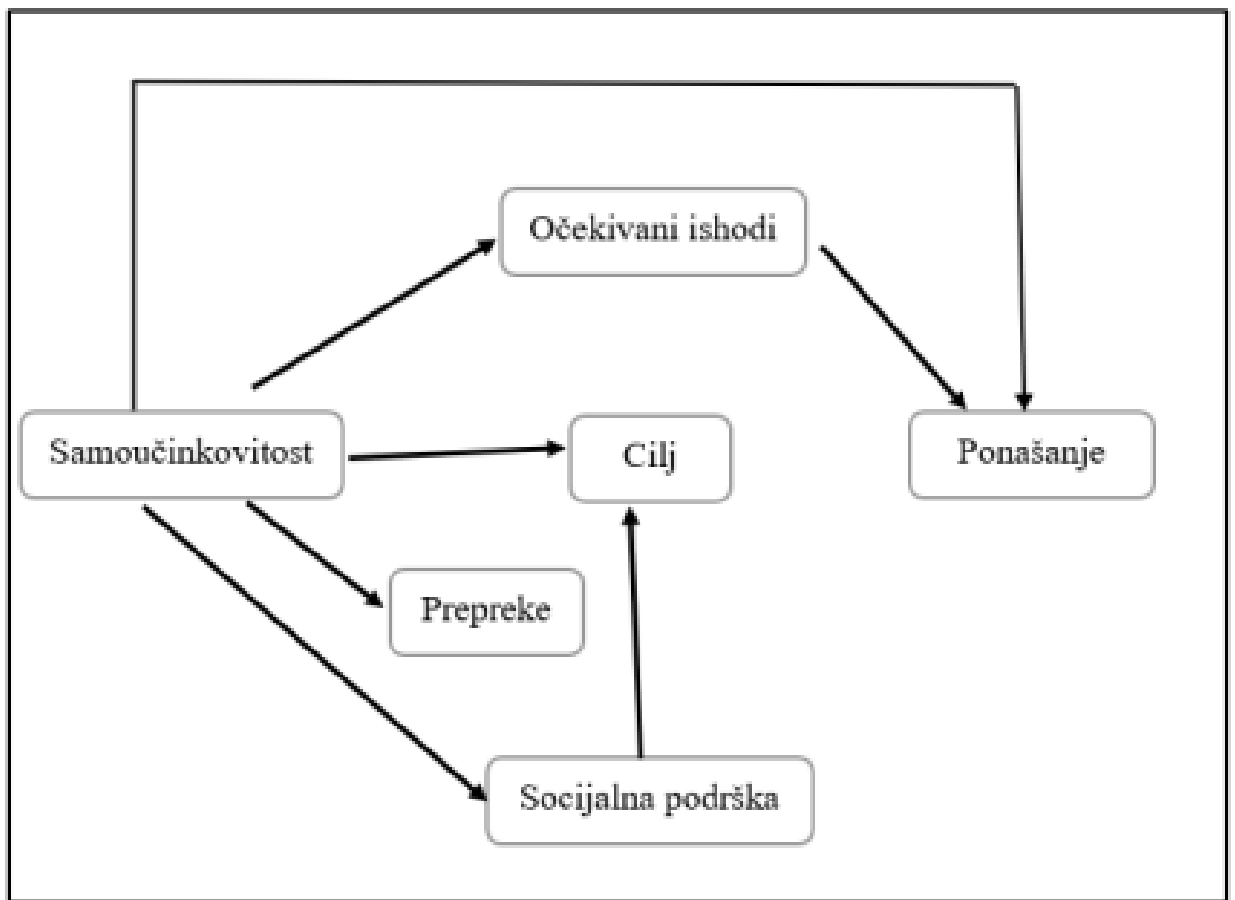 Očekivani ishodi
Samoučinkovitost
Cilj
Ponašanje
Prepreke
Socijalna podrška